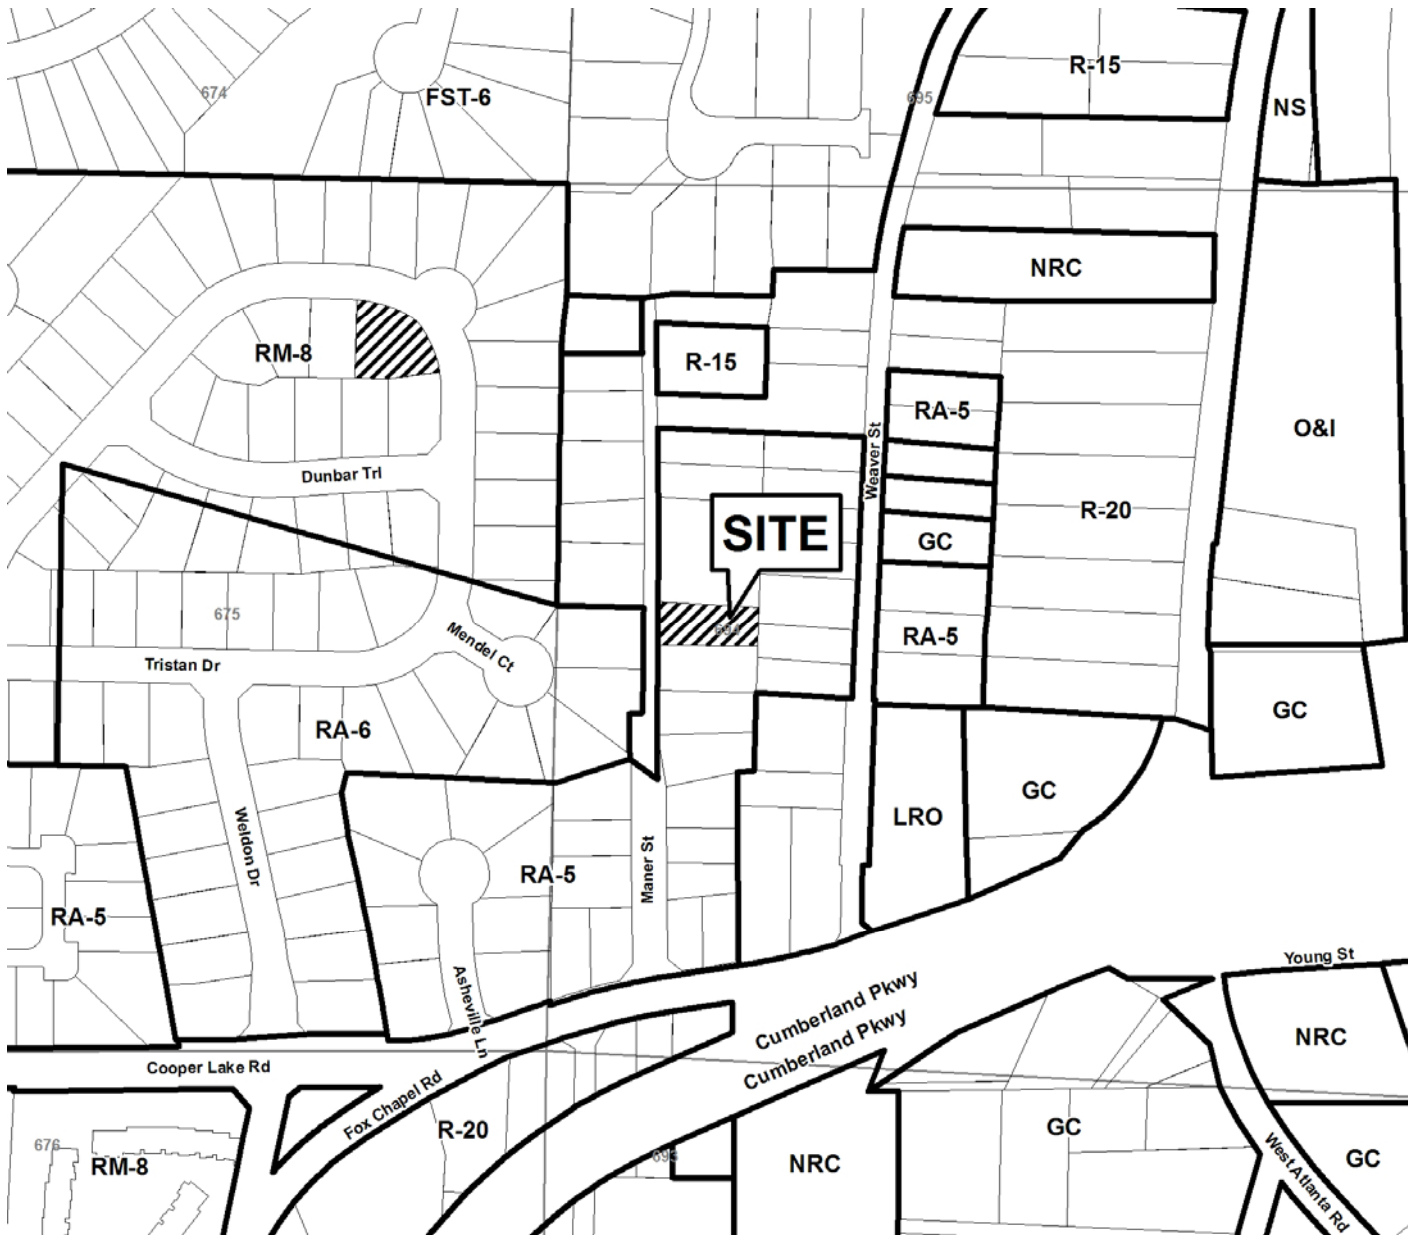 R-15
674
FST-6
695
NS
NRC
RM-8
R-15
RA-5
O&I
Weaver St
Dunbar Trl
R-20
SITE
GC
675
694
Mendel Ct
RA-5
Tristan Dr
RA-6
GC
GC
LRO
Weldon Dr
Maner St
RA-5
RA-5
Young St
Asheville Ln
Cumberland Pkwy
NRC
Cumberland Pkwy
Cooper Lake Rd
Fox Chapel Rd
R-20
GC
676
RM-8
693
NRC
GC
West Atlanta Rd